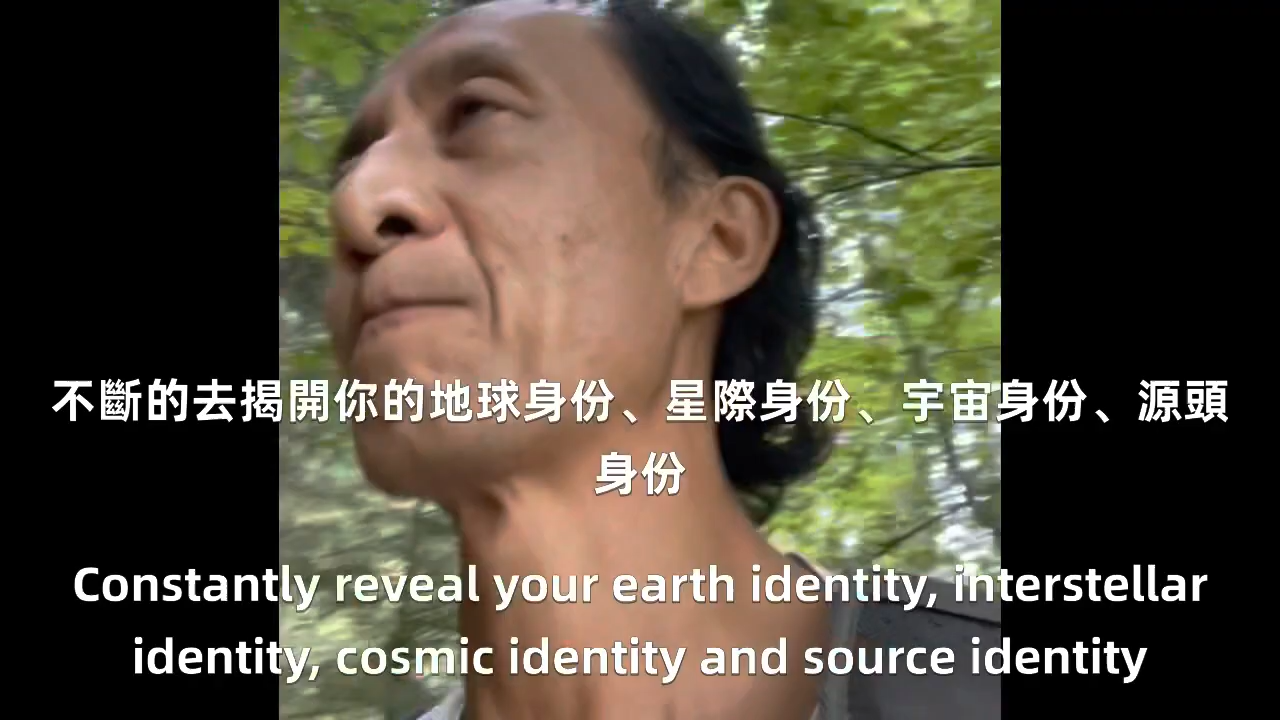 不斷的去揭開你的地球身份、星際身份、宇宙身份、源頭
身份
Constantly reveal your earth identity, interstellar
identity, cosmic identity and source identity